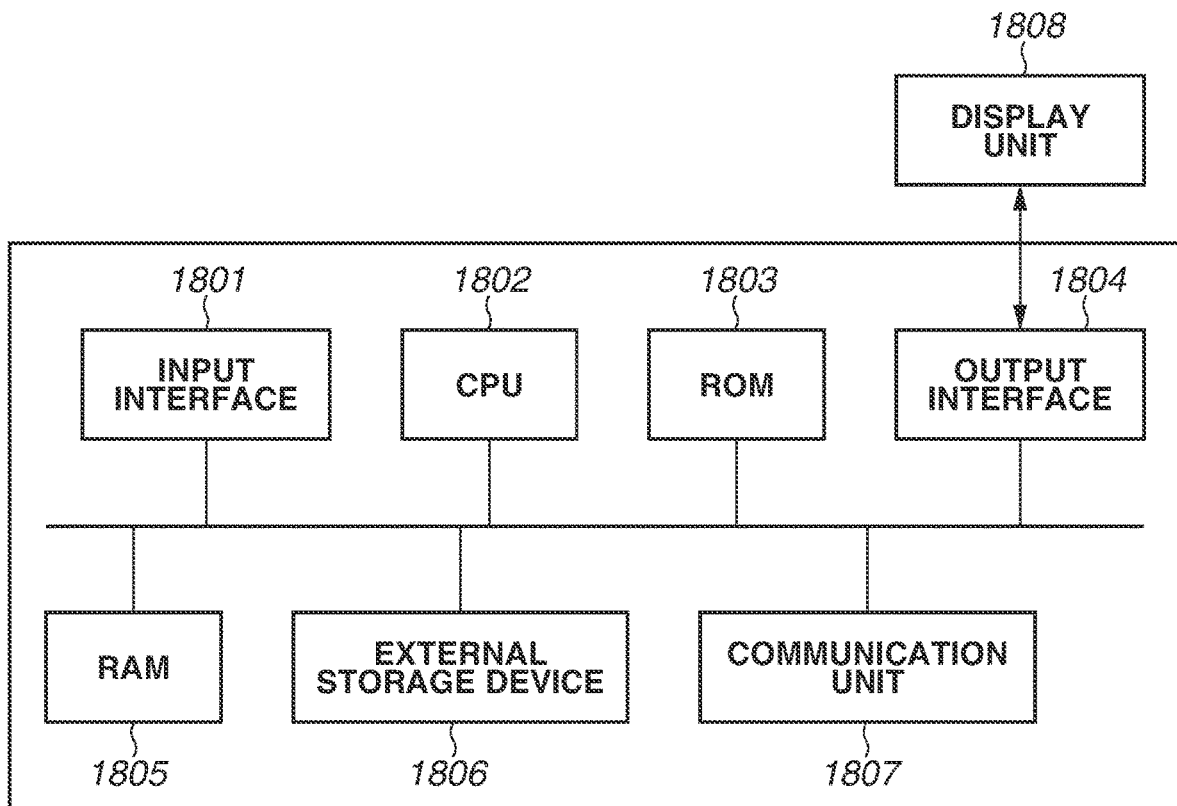 1808
DISPLAY
UNIT
1801
1802
1803
1804
INPUT
INTERFACE
CPU
ROM
OUTPUT
INTERFACE
RAM
EXTERNAL
STORAGE DEVICE
COMMUNICATION
UNIT
1805
1806
1807